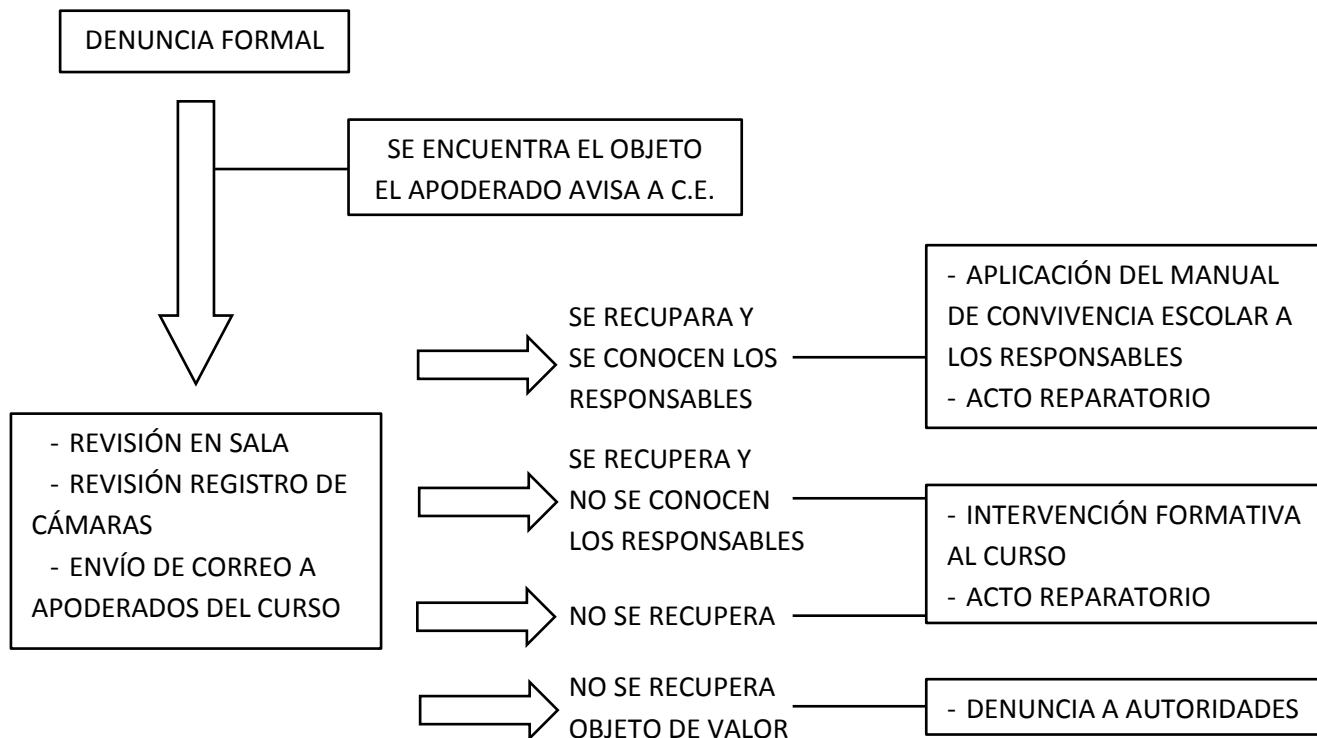 DENUNCIA FORMAL
SE ENCUENTRA EL OBJETO
EL APODERADO AVISA A C.E.
- REVISIÓN EN SALA
- REVISIÓN REGISTRO DE
CÁMARAS
- ENVÍO DE CORREO A
APODERADOS DEL CURSO
SE RECUPARA Y
SE CONOCEN LOS
RESPONSABLES
- APLICACIÓN DEL MANUAL
DE CONVIVENCIA ESCOLAR A
LOS RESPONSABLES
- ACTO REPARATORIO
SE RECUPERA Y
NO SE CONOCEN
LOS RESPONSABLES
NO SE RECUPERA
- INTERVENCIÓN FORMATIVA
AL CURSO
- ACTO REPARATORIO
NO SE RECUPERA
OBJETO DE VALOR
- DENUNCIA A AUTORIDADES